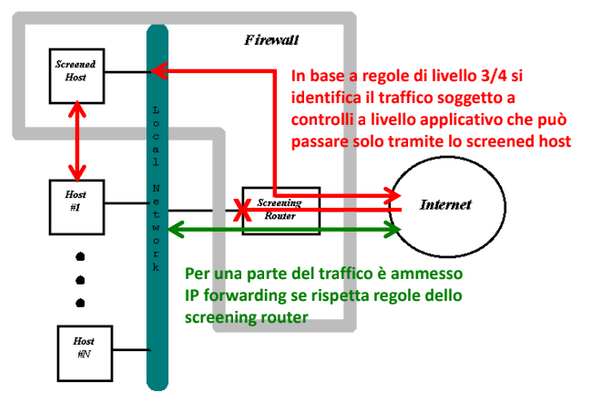 Firewall
Screened
Host
In base a regole di livello 3/4 si
identifica il traffico soggetto a
controlli a livello applicativo che può
passare solo tramite lo screened host
Local Network
Host
#1
Screening
Router
Internet
Per una parte del traffico è ammesso
IP forwarding se rispetta regole dello
screening router
Host
#N